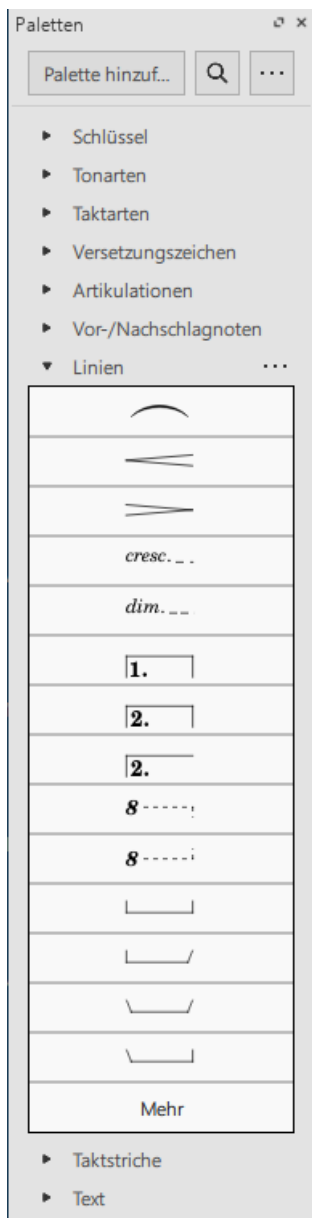 Paletten
Palette hinzuf...
...
Schlüssel
Tonarten
Taktarten
Versetzungszeichen
Artikulationen
Vor-/Nachschlagnoten
Linien ...
cresc. _ .
dim. _ _
1.
2.
2.
8
8
Mehr
Taktstriche
Text